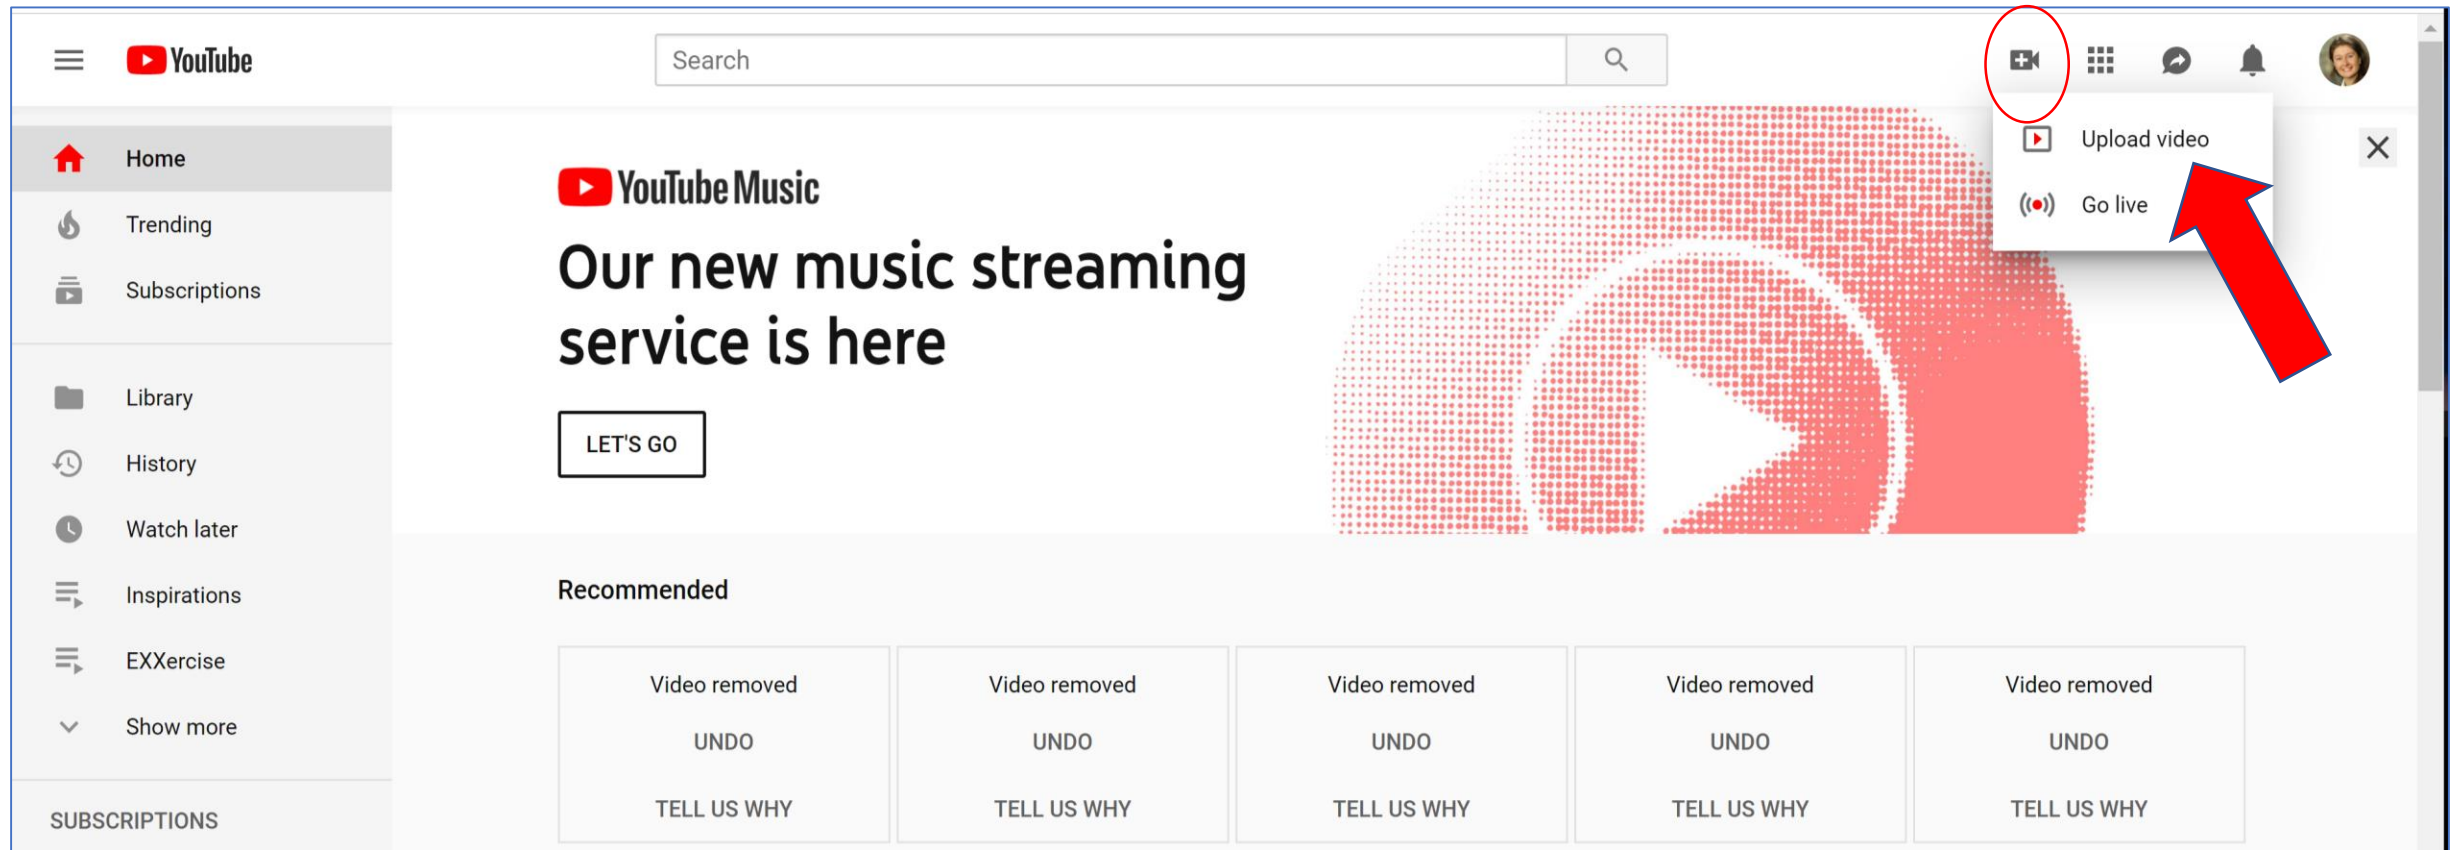 YouTube
Search
Home
Trending
Subscriptions
Library
History
Watch later
Inspirations
EXXercise
Show more
SUBSCRIPTIONS
Upload video
Go live
YouTube Music
Our new music streaming
service is here
LET'S GO
Recommended
Video removed
UNDO
TELL US WHY
Video removed
UNDO
TELL US WHY
Video removed
UNDO
TELL US WHY
Video removed
UNDO
TELL US WHY
Video removed
UNDO
TELL US WHY